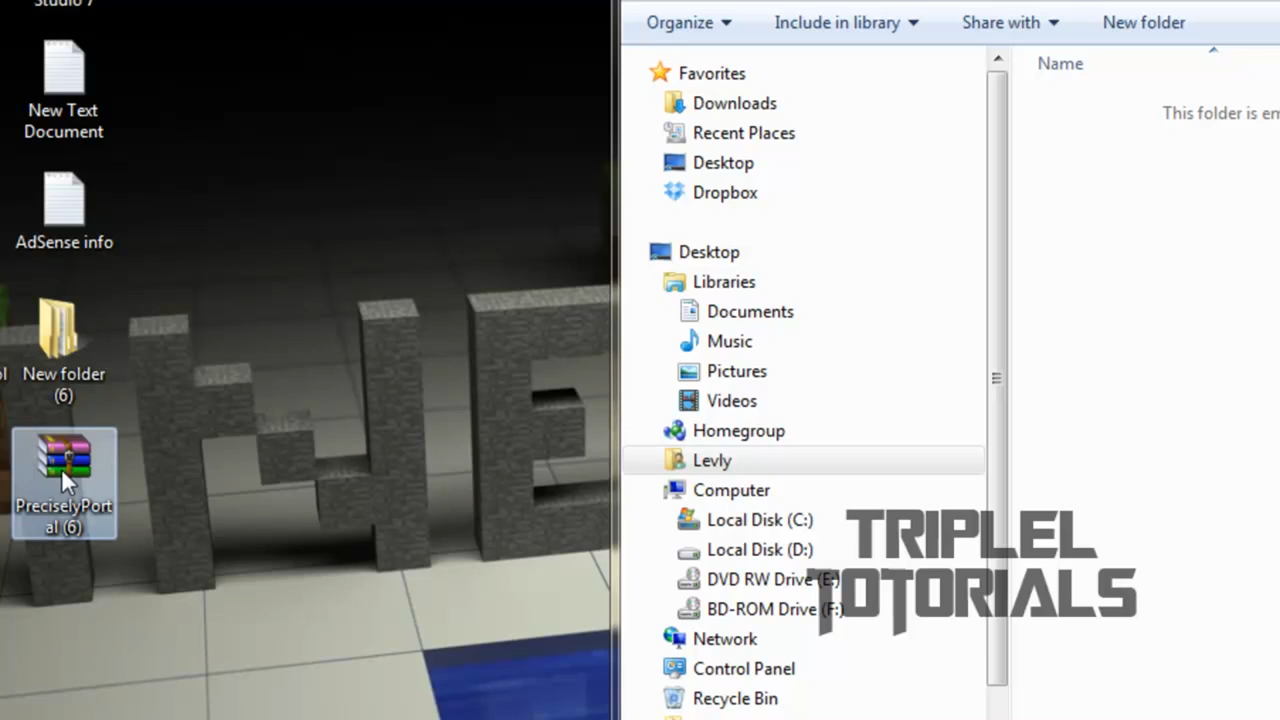 Studio 7
New Text
Document
AdSense info
New folder
(6)
PreciselyPort
al (6)
Organize
Include in library
Share with
New folder
Favorites
Downloads
Recent Places
Desktop
Dropbox
Desktop
Libraries
Documents
Music
Pictures
Videos
Homegroup
Levly
Computer
Local Disk (C:)
Local Disk (D:)
DVD RW Drive (E:)
BD-ROM Drive (F:)
Network
Control Panel
Recycle Bin
Name
This folder is em
TRIPLEL
TOTORIALS